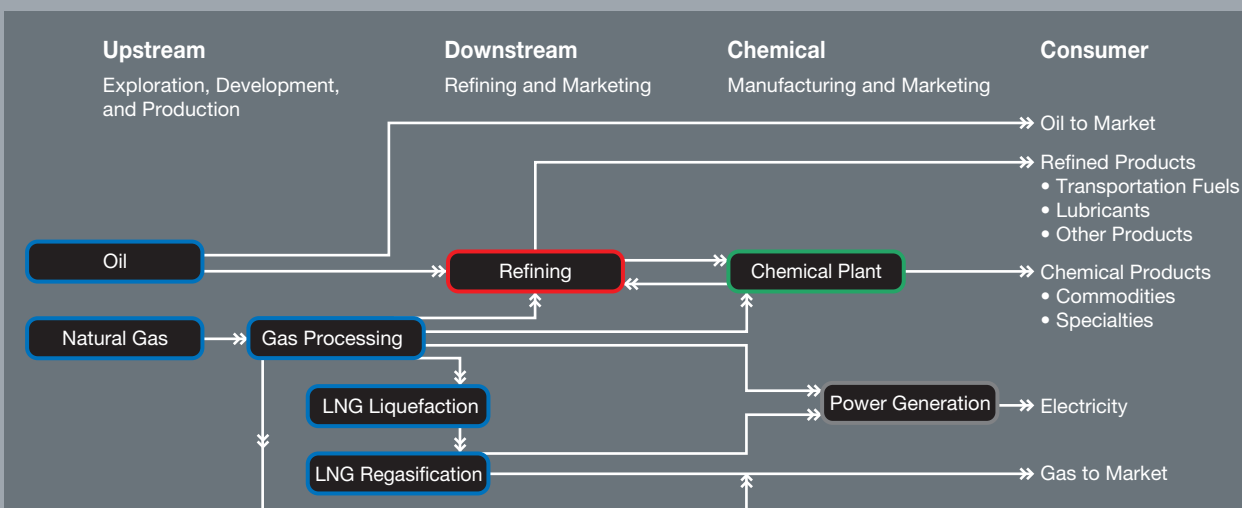 Upstream
Exploration, Development,
and Production
Downstream
Refining and Marketing
Chemical
Manufacturing and Marketing
Consumer
Oil to Market
Refined Products
• Transportation Fuels
• Lubricants
• Other Products
Oil
Refining
Chemical Plant
Chemical Products
• Commodities
• Specialties
Natural Gas
Gas Processing
LNG Liquefaction
Power Generation
Electricity
LNG Regasification
Gas to Market